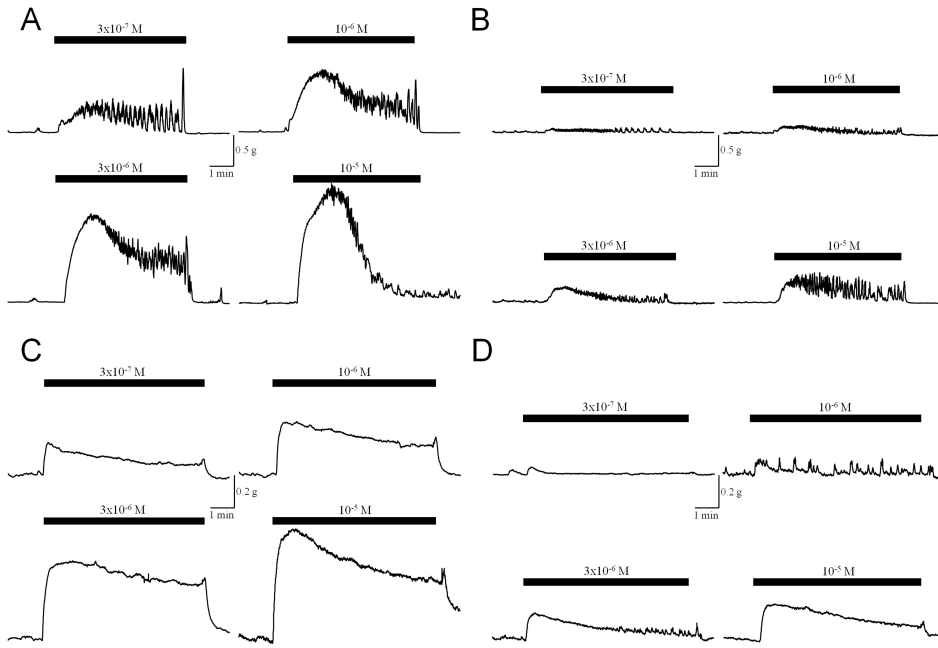 A
3x10⁻⁷ M
10⁻⁶ M
0.5 g
1 min
3x10⁻⁶ M
10⁻⁵ M
B
3x10⁻⁷ M
10⁻⁶ M
0.5 g
1 min
3x10⁻⁶ M
10⁻⁵ M
C
3x10⁻⁷ M
10⁻⁶ M
0.2 g
1 min
3x10⁻⁶ M
10⁻⁵ M
D
3x10⁻⁷ M
10⁻⁶ M
0.2 g
1 min
3x10⁻⁶ M
10⁻⁵ M